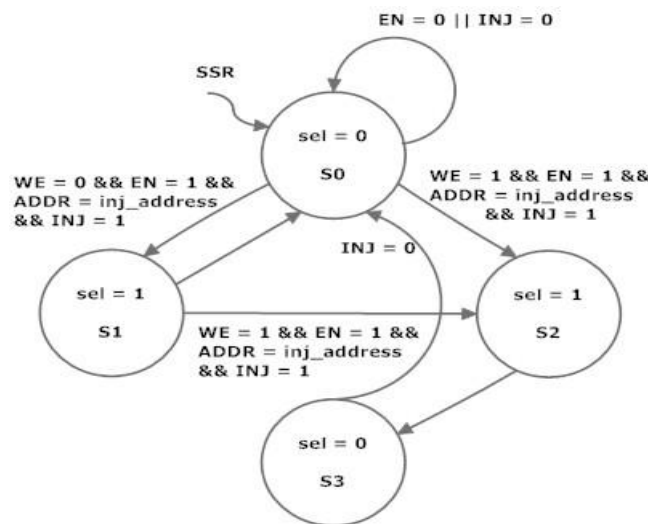 EN = 0 || INJ = 0
SSR
sel = 0
S0
WE = 0 && EN = 1 &&
ADDR = inj_address
&& INJ = 1
WE = 1 && EN = 1 &&
ADDR = inj_address
&& INJ = 1
INJ = 0
sel = 1
S1
sel = 1
S2
WE = 1 && EN = 1 &&
ADDR = inj_address
&& INJ = 1
sel = 0
S3